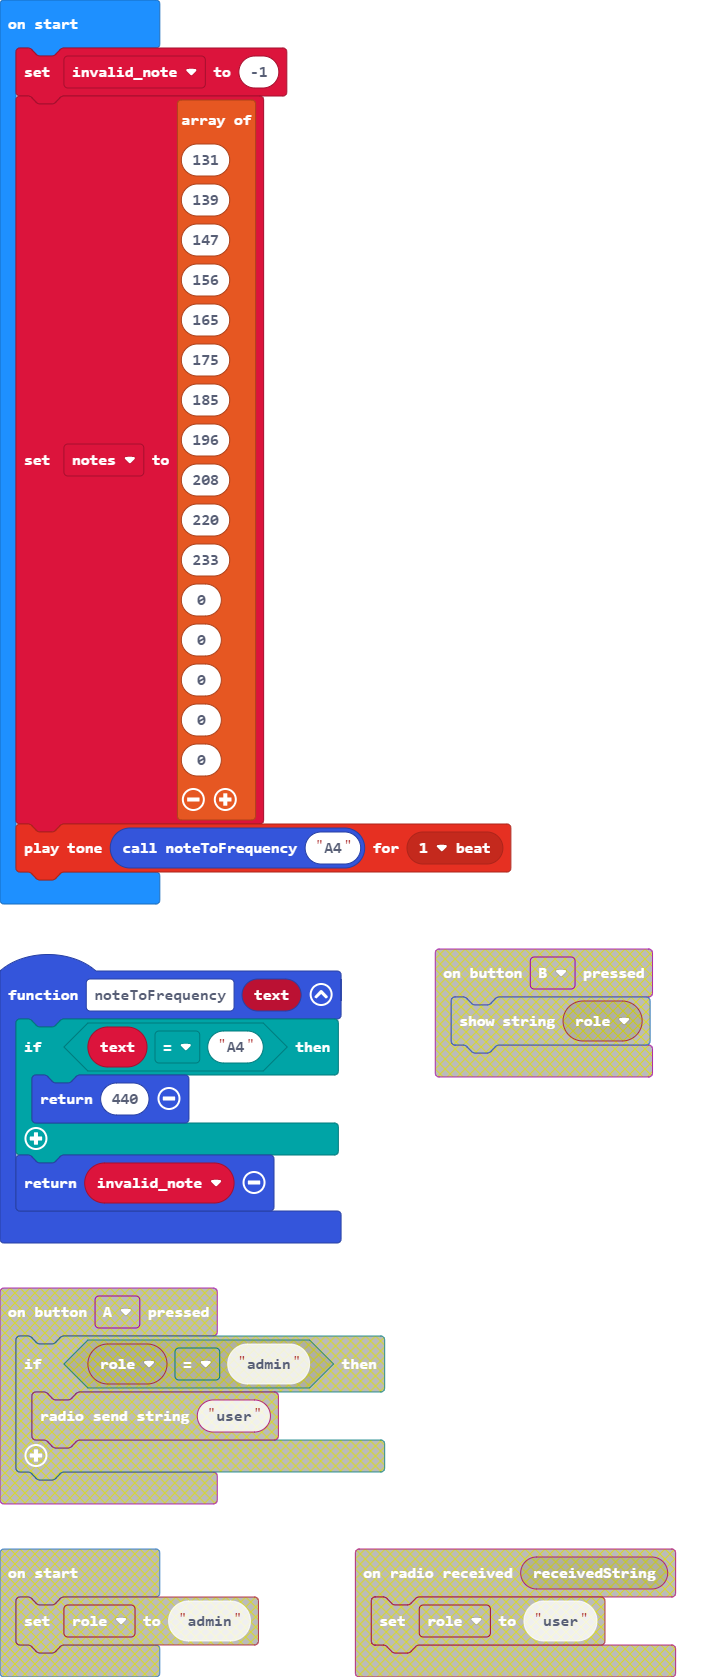 on start
set invalid_note to -1
array of
131
139
147
156
165
175
185
196
set notes to
208
220
233
0
0
0
0
0
play tone call noteToFrequency "A4" for 1 beat
function noteToFrequency text
if text = "A4" then
return 440
return invalid_note
on button B pressed
show string role
on button A pressed
if role = "admin" then
radio send string "user"
on start
set role to "admin"
on radio received receivedString
set role to "user"